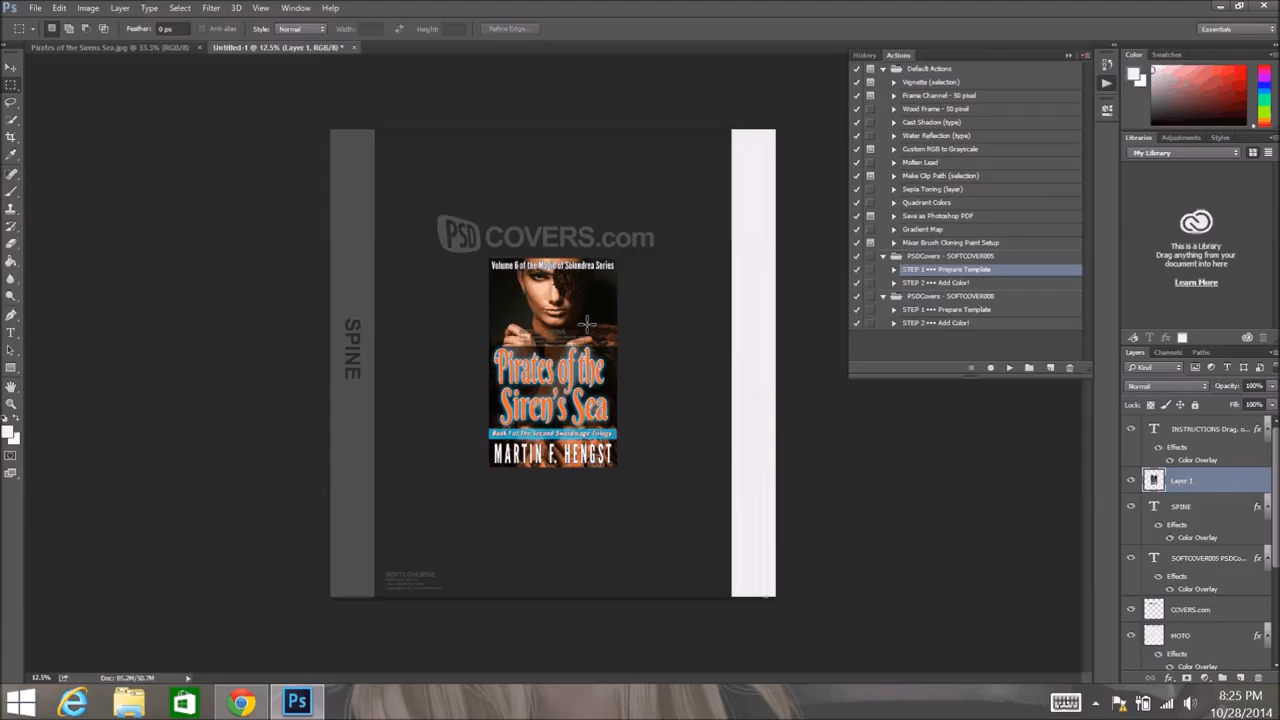 Ps File Edit Image Layer Type Select Filter 3D View Window Help
Feather: 0 px Anti-alias Style: Normal Width: Height: Refine Edge... Essentials
Pirates of the Sirens Sea.jpg @ 33.3% (RGB/8) × Untitled-1 @ 12.5% (Layer 1, RGB/8) * ×
History Actions
Default Actions
Vignette (selection)
Frame Channel - 50 pixel
Wood Frame - 50 pixel
Cast Shadow (type)
Water Reflection (type)
Custom RGB to Grayscale
Molten Lead
Make Clip Path (selection)
Sepia Toning (layer)
Quadrant Colors
Save as Photoshop PDF
Gradient Map
Mixer Brush Cloning Paint Setup
PSDCovers - SOFTCOVER005
STEP 1 ••• Prepare Template
STEP 2 ••• Add Color!
PSDCovers - SOFTCOVER008
STEP 1 ••• Prepare Template
STEP 2 ••• Add Color!
Color Swatches
Libraries Adjustments Styles
My Library
This is a Library
Drag anything from your
document into here
Learn More
Layers Channels Paths
Kind
Normal Opacity: 100%
Lock: Fill: 100%
T INSTRUCTIONS Drag, o...
Effects
Color Overlay
Layer 1
T SPINE fx
Effects
Color Overlay
T SOFTCOVER005 PSDCo...
Effects
Color Overlay
COVERS.com
MOTO fx
Effects
Color Overlay
PSD COVERS.com
SPINE
Volume 6 of the Magic of Solendrea Series
Pirates of the
Siren's Sea
Book 1 of The Second Swordmage Trilogy
MARTIN F. HENGST
12.5% Doc: 85.2M/50.7M
Ps
8:25 PM
10/28/2014